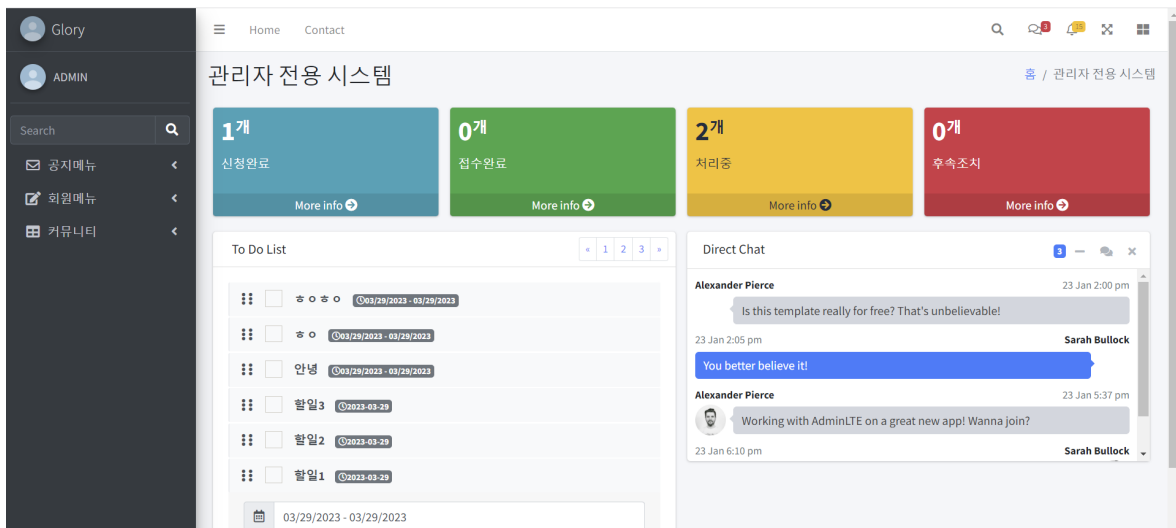 Glory
Home
Contact
3
15
ADMIN
Search
공지메뉴
회원메뉴
커뮤니티
관리자 전용 시스템
홈 / 관리자 전용 시스템
1개
신청완료
More info
0개
접수완료
More info
2개
처리중
More info
0개
후속조치
More info
To Do List
« 1 2 3 »
ㅎㅇㅎㅇ 03/29/2023 - 03/29/2023
ㅎㅇ 03/29/2023 - 03/29/2023
안녕 03/29/2023 - 03/29/2023
할일3 2023-03-29
할일2 2023-03-29
할일1 2023-03-29
03/29/2023 - 03/29/2023
Direct Chat
3
Alexander Pierce 23 Jan 2:00 pm
Is this template really for free? That's unbelievable!
23 Jan 2:05 pm Sarah Bullock
You better believe it!
Alexander Pierce 23 Jan 5:37 pm
Working with AdminLTE on a great new app! Wanna join?
23 Jan 6:10 pm Sarah Bullock